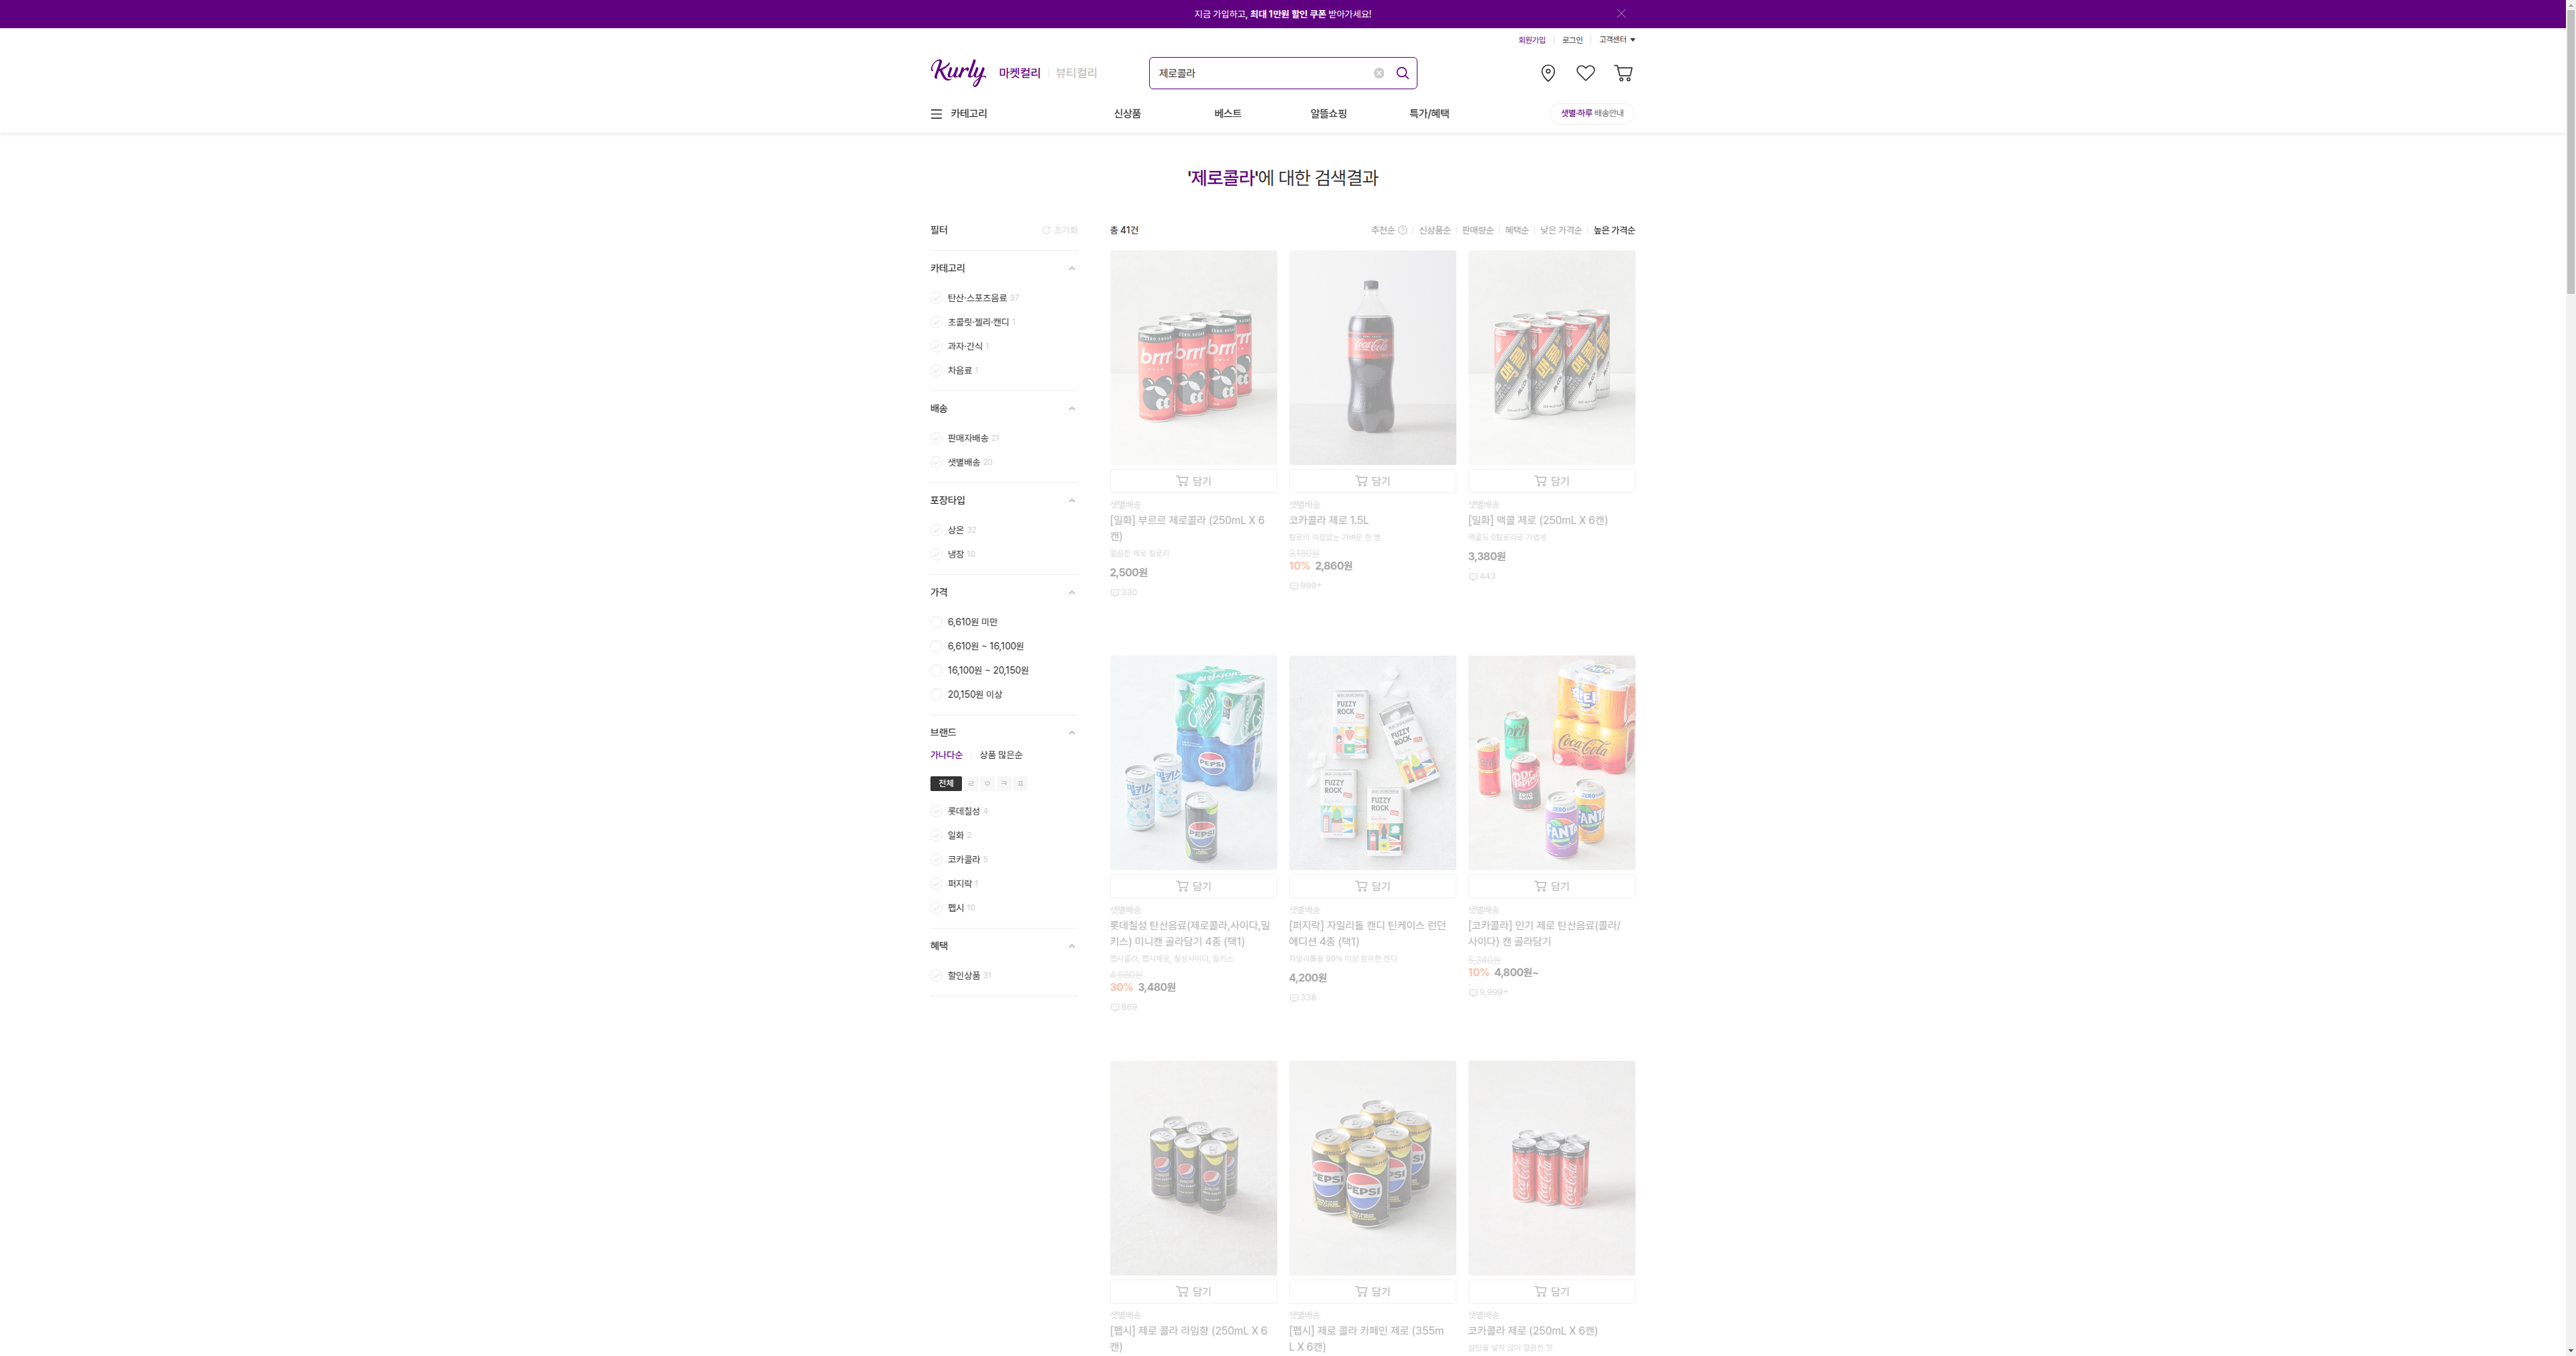 지금 가입하고, 최대 1만원 할인 쿠폰 받아가세요!
회원가입 로그인 고객센터
Kurly 마켓컬리 뷰티컬리
제로콜라
카테고리 신상품 베스트 알뜰쇼핑 특가/혜택 샛별·하루 배송안내
'제로콜라'에 대한 검색결과
필터 초기화
총 41건 추천순 신상품순 판매량순 혜택순 낮은 가격순 높은 가격순
카테고리
탄산·스포츠음료 37
초콜릿·젤리·캔디 1
과자·간식 1
차음료 1
배송
판매자배송 21
샛별배송 20
포장타입
상온 32
냉장 10
가격
6,610원 미만
6,610원 ~ 16,100원
16,100원 ~ 20,150원
20,150원 이상
브랜드
가나다순 상품 많은순
전체 ㄹ ㅇ ㅋ ㅍ
롯데칠성 4
일화 2
코카콜라 5
퍼지락 1
펩시 10
혜택
할인상품 31
담기
샛별배송
[일화] 부르르 제로콜라 (250mL X 6
캔)
깔끔한 제로 칼로리
2,500원
330
담기
샛별배송
코카콜라 제로 1.5L
칼로리 걱정없는 가벼운 한 병
3,180원
10% 2,860원
999+
담기
샛별배송
[일화] 맥콜 제로 (250mL X 6캔)
맥콜도 0칼로리로 가볍게
3,380원
443
담기
샛별배송
롯데칠성 탄산음료(제로콜라,사이다,밀
키스) 미니캔 골라담기 4종 (택1)
펩시콜라, 펩시제로, 칠성사이다, 밀키스
4,980원
30% 3,480원
869
담기
샛별배송
[퍼지락] 자일리톨 캔디 틴케이스 런던
에디션 4종 (택1)
자일리톨을 99% 이상 함유한 캔디
4,200원
338
담기
샛별배송
[코카콜라] 인기 제로 탄산음료(콜라/
사이다) 캔 골라담기
5,340원
10% 4,800원~
9,999+
담기
샛별배송
[펩시] 제로 콜라 라임향 (250mL X 6
캔)
담기
샛별배송
[펩시] 제로 콜라 카페인 제로 (355m
L X 6캔)
담기
샛별배송
코카콜라 제로 (250mL X 6캔)
설탕을 넣지 않아 깔끔한 맛